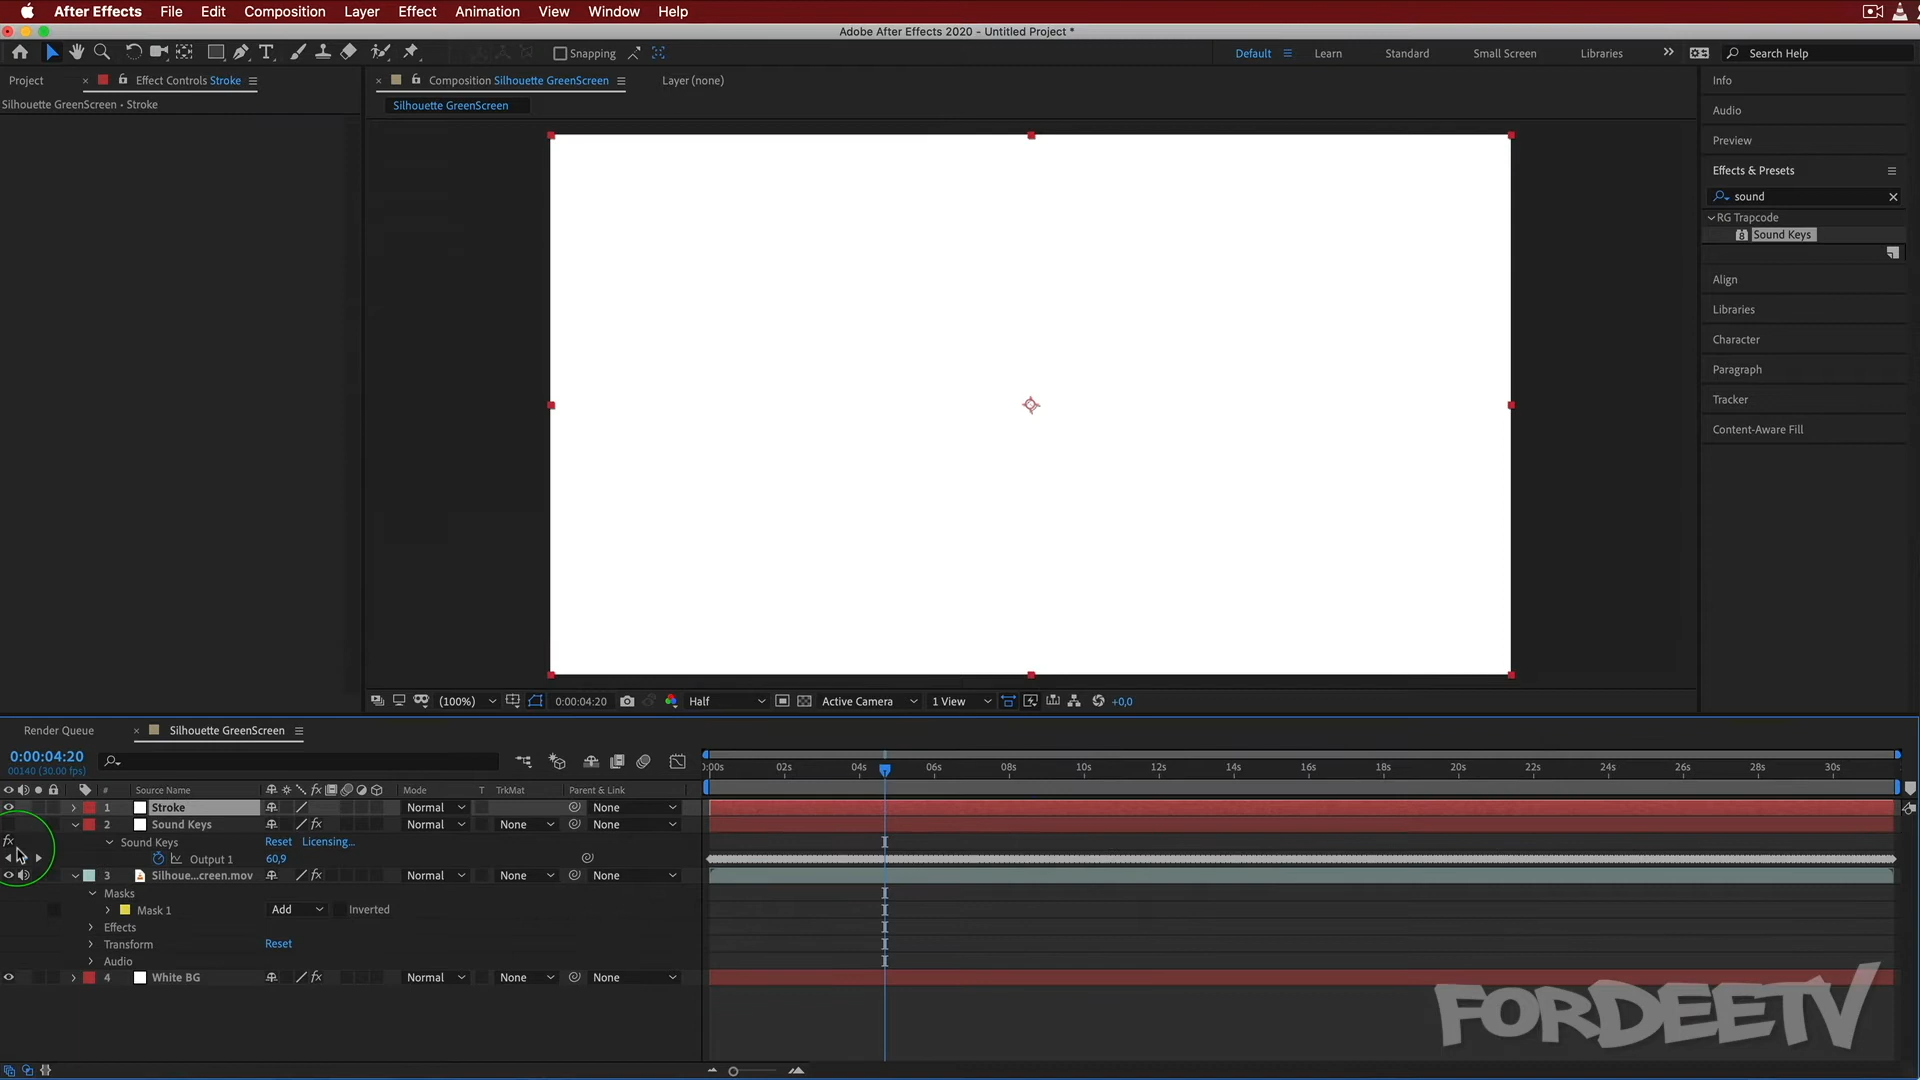 After Effects File Edit Composition Layer Effect Animation View Window Help
Adobe After Effects 2020 - Untitled Project *
Snapping
Default Learn Standard Small Screen Libraries Search Help
Project Effect Controls Stroke
Composition Silhouette GreenScreen Layer (none)
Silhouette GreenScreen • Stroke
Silhouette GreenScreen
Info
Audio
Preview
Effects & Presets
sound
RG Trapcode
Sound Keys
Align
Libraries
Character
Paragraph
Tracker
Content-Aware Fill
(100%) 0:00:04:20 Half Active Camera 1 View +0,0
Render Queue Silhouette GreenScreen
0:00:04:20
00140 (30.00 fps)
:00s 02s 04s 06s 08s 10s 12s 14s 16s 18s 20s 22s 24s 26s 28s 30s
# Source Name fx Mode T TrkMat Parent & Link
1 Stroke Normal None
2 Sound Keys fx Normal None None
fx Sound Keys Reset Licensing...
Output 1 60,9
3 Silhoue...creen.mov fx Normal None None
Masks
Mask 1 Add Inverted
Effects
Transform Reset
Audio
4 White BG fx Normal None None
FORDEETV